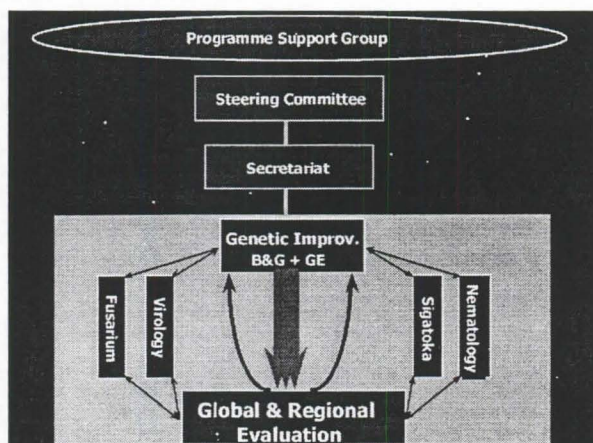 Programme Support Group
Steering Committee
Secretariat
Genetic Improv.
B&G + GE
Fusarium
Virology
Sigatoka
Nematology
Global & Regional
Evaluation